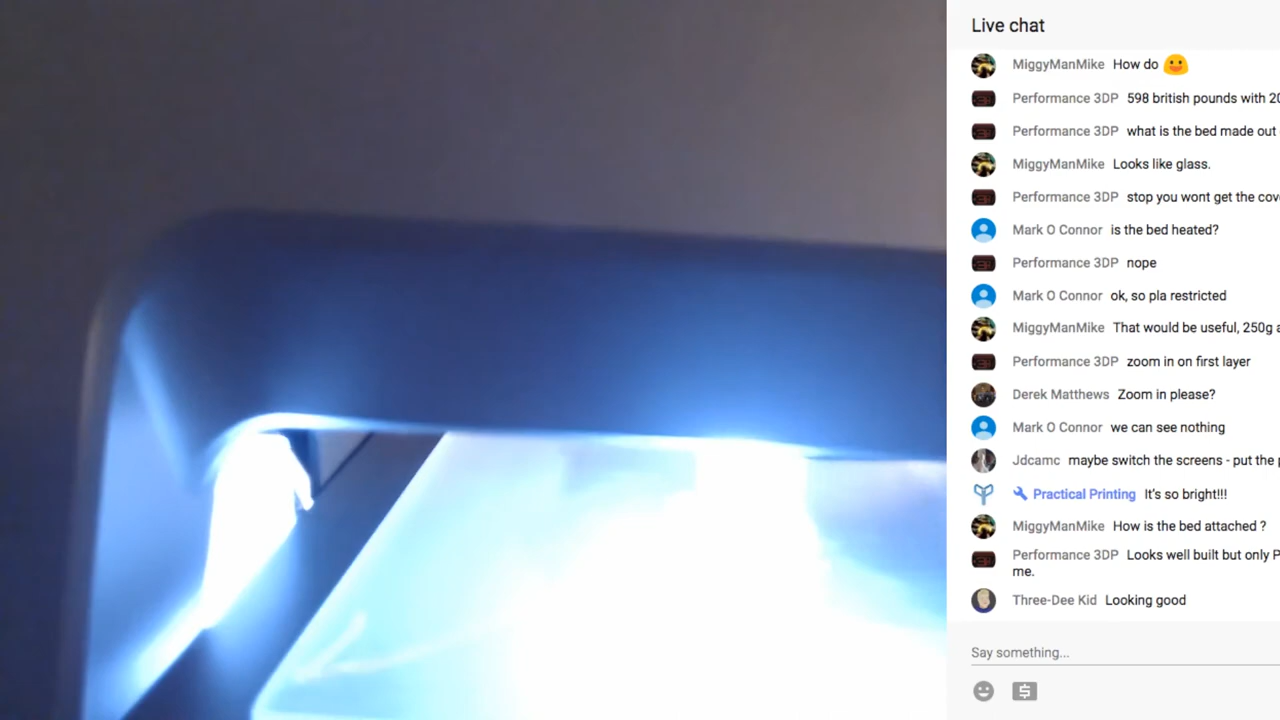 Live chat
MiggyManMike How do
Performance 3DP 598 british pounds with 20
Performance 3DP what is the bed made out
MiggyManMike Looks like glass.
Performance 3DP stop you wont get the cov
Mark O Connor is the bed heated?
Performance 3DP nope
Mark O Connor ok, so pla restricted
MiggyManMike That would be useful, 250g a
Performance 3DP zoom in on first layer
Derek Matthews Zoom in please?
Mark O Connor we can see nothing
Jdcamc maybe switch the screens - put the p
Practical Printing It's so bright!!!
MiggyManMike How is the bed attached ?
Performance 3DP Looks well built but only P
me.
Three-Dee Kid Looking good
Say something...